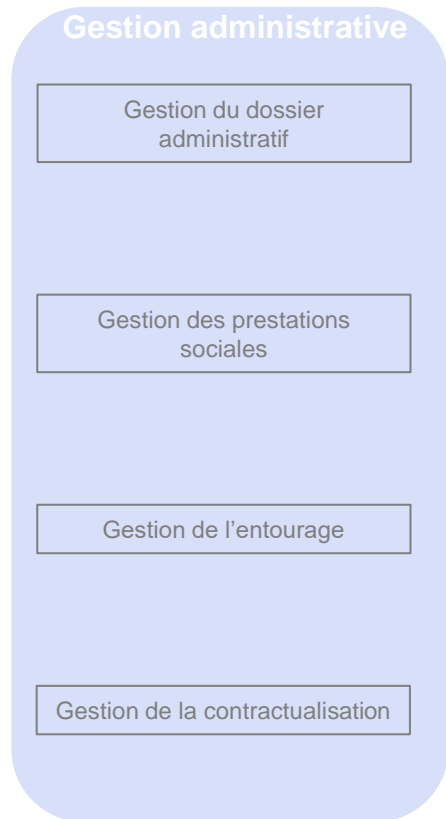 Gestion administrative
Gestion du dossier
administratif
Gestion des prestations
sociales
Gestion de l’entourage
Gestion de la contractualisation